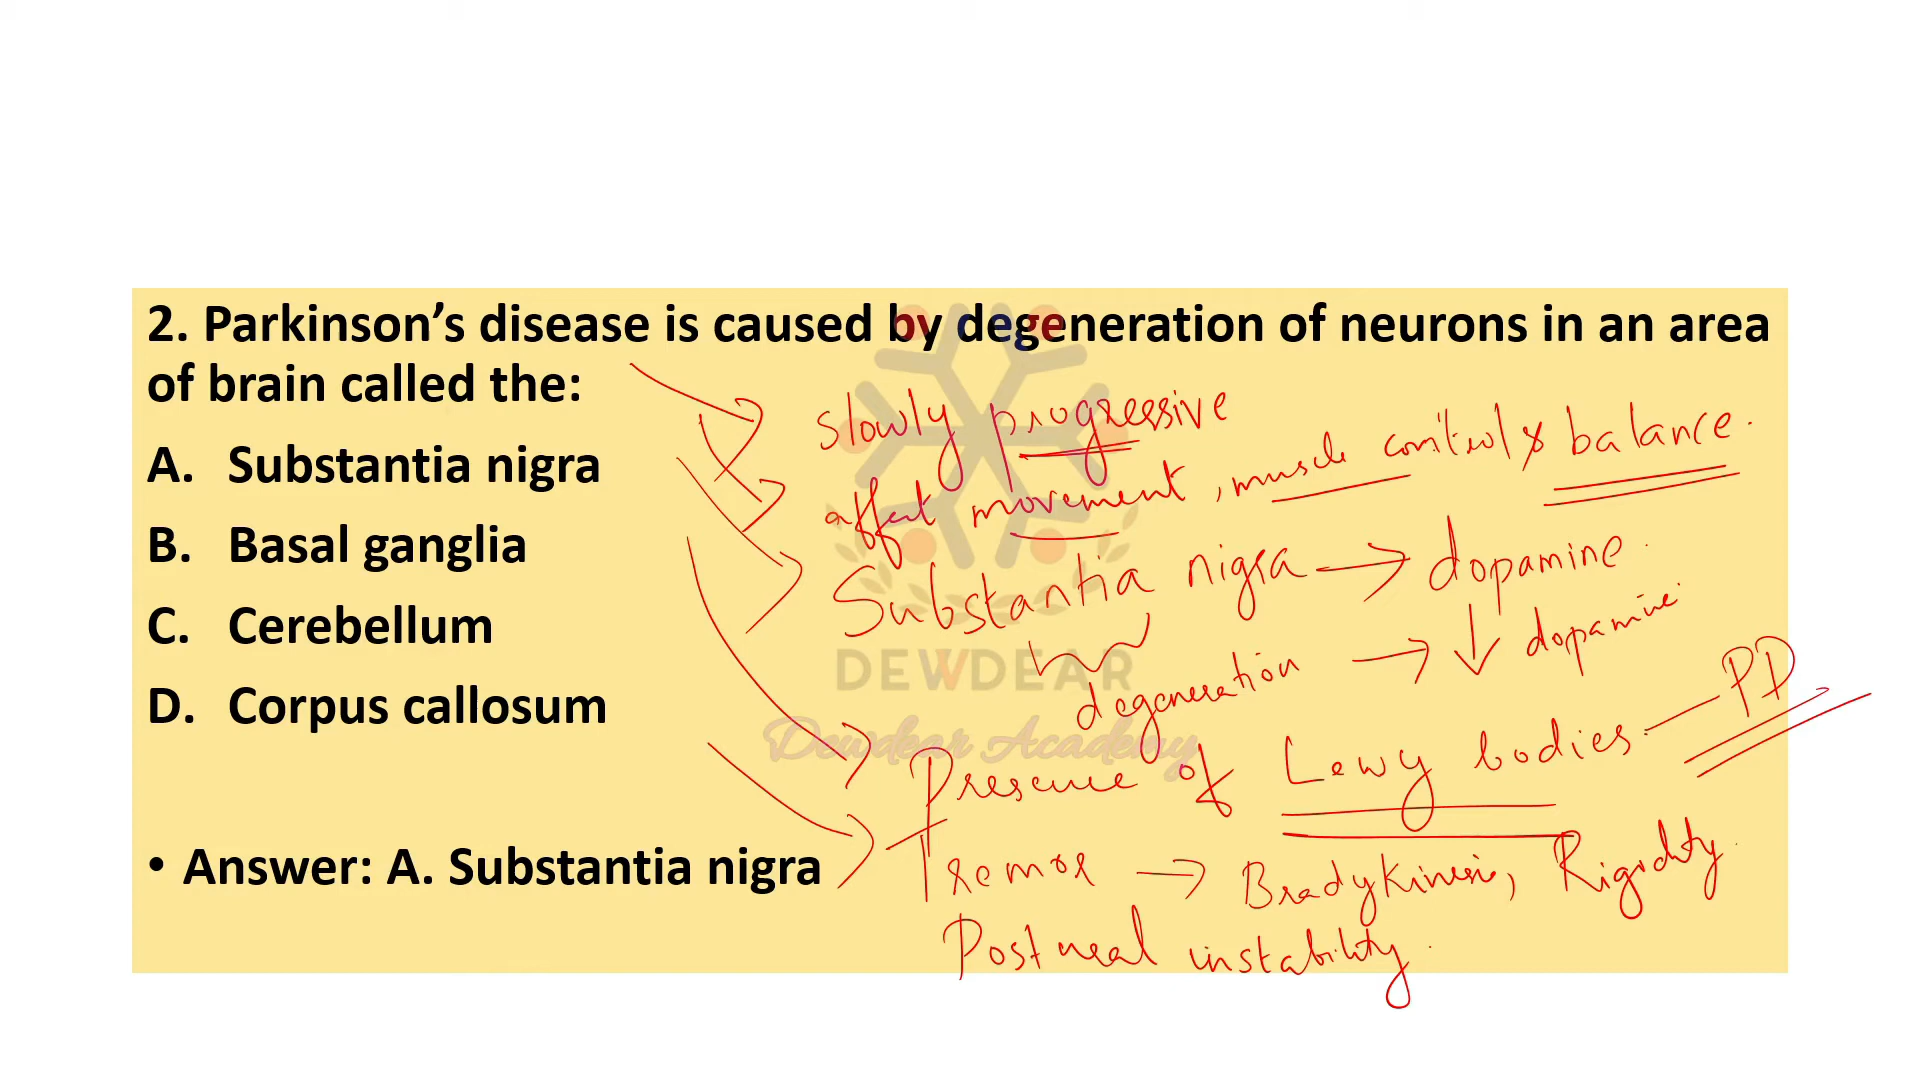 2. Parkinson’s disease is caused by degeneration of neurons in an area
of brain called the:
A. Substantia nigra
B. Basal ganglia
C. Cerebellum
D. Corpus callosum
• Answer: A. Substantia nigra
slowly progressive
affect movement, muscle control & balance.
Substantia nigra → dopamine.
degeneration → ↓ dopamine
Presence of Lewy bodies. — PD
Tremor → Bradykinesia, Rigidity.
Postural instability.
DEWDEAR
Dewdear Academy